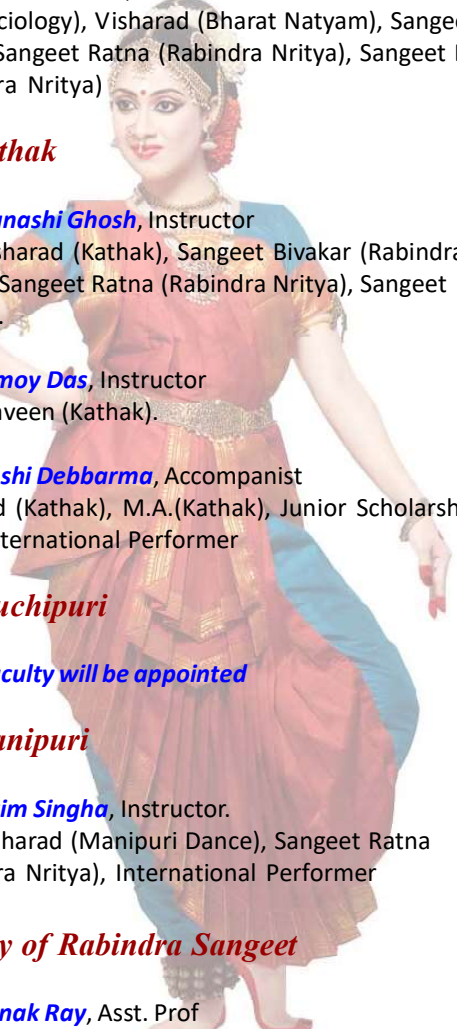 ciology), Visharad (Bharat Natyam), Sangee
Sangeet Ratna (Rabindra Nritya), Sangeet
ra Nritya)
thak
anashi Ghosh, Instructor
sharad (Kathak), Sangeet Bivakar (Rabindra
Sangeet Ratna (Rabindra Nritya), Sangeet
.
moy Das, Instructor
aveen (Kathak).
shi Debbarma, Accompanist
d (Kathak), M.A.(Kathak), Junior Scholarsh
nternational Performer
uchipuri
culty will be appointed
anipuri
im Singha, Instructor.
harad (Manipuri Dance), Sangeet Ratna
ra Nritya), International Performer
y of Rabindra Sangeet
nak Ray, Asst. Prof